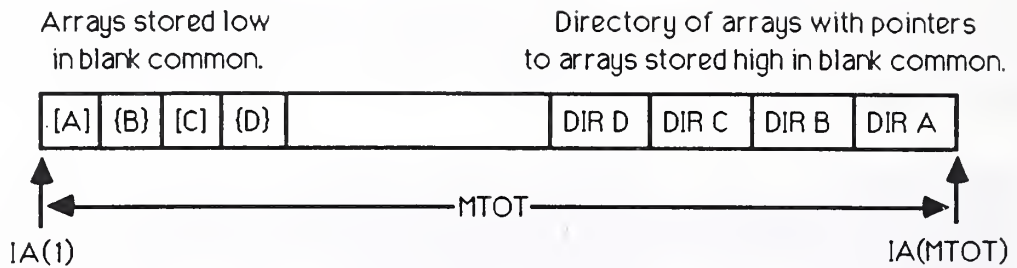 Arrays stored low
in blank common.
Directory of arrays with pointers
to arrays stored high in blank common.
[A] {B} [C] {D} DIR D DIR C DIR B DIR A
MTOT
IA(1) IA(MTOT)